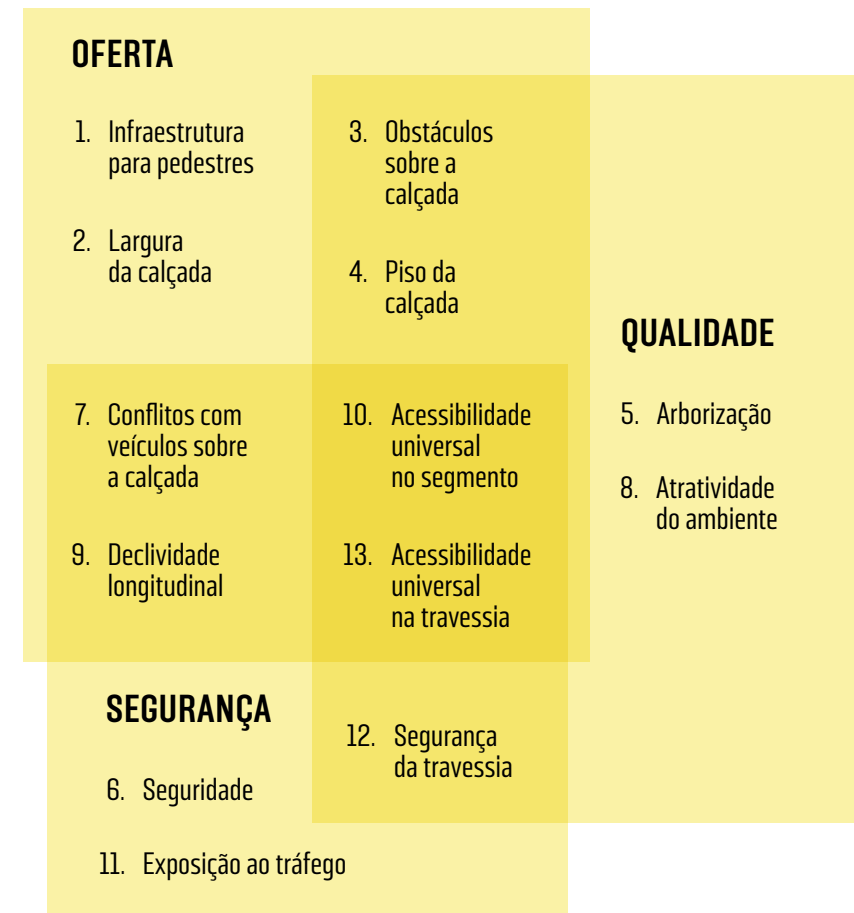 OFERTA
1. Infraestrutura
para pedestres
2. Largura
da calçada
3. Obstáculos
sobre a
calçada
4. Piso da
calçada
QUALIDADE
5. Arborização
8. Atratividade
do ambiente
7. Conflitos com
veículos sobre
a calçada
9. Declividade
longitudinal
10. Acessibilidade
universal
no segmento
13. Acessibilidade
universal
na travessia
SEGURANÇA
6. Seguridade
11. Exposição ao tráfego
12. Segurança
da travessia